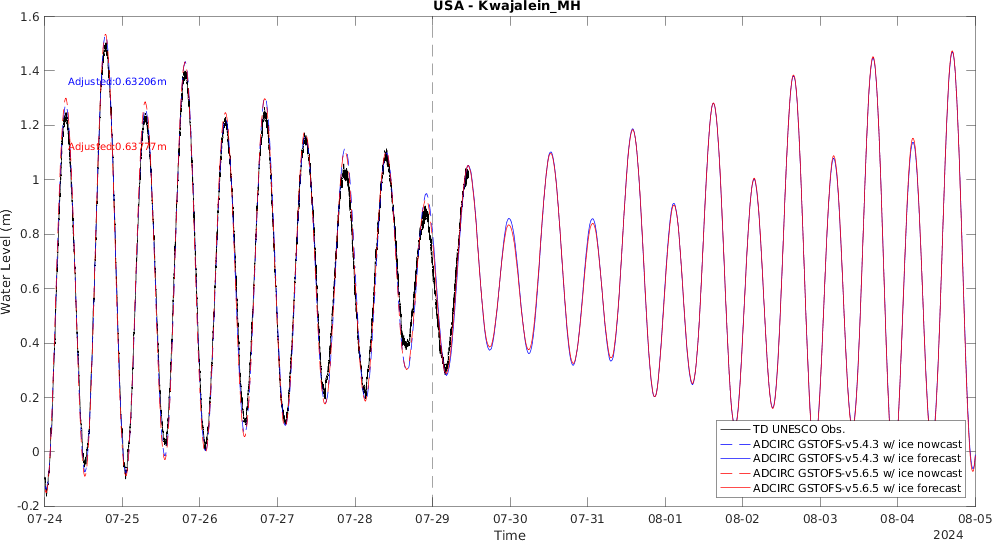 USA - Kwajalein_MH
1.6
1.4
1.2
1
0.8
0.6
0.4
0.2
0
-0.2
Water Level (m)
Adjusted:0.63206m
Adjusted:0.63777m
TD UNESCO Obs.
ADCIRC GSTOFS-v5.4.3 w/ ice nowcast
ADCIRC GSTOFS-v5.4.3 w/ ice forecast
ADCIRC GSTOFS-v5.6.5 w/ ice nowcast
ADCIRC GSTOFS-v5.6.5 w/ ice forecast
07-24 07-25 07-26 07-27 07-28 07-29 07-30 07-31 08-01 08-02 08-03 08-04 08-05
Time
2024